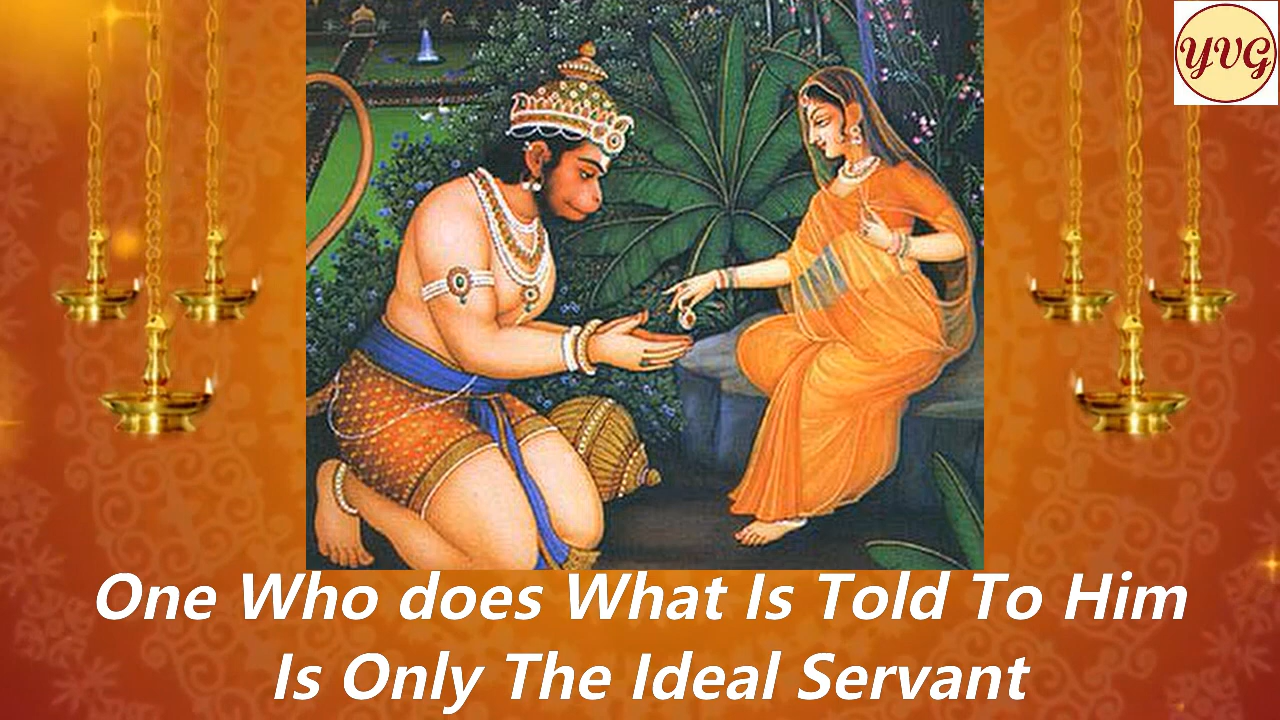 YVG
One Who does What Is Told To Him
Is Only The Ideal Servant